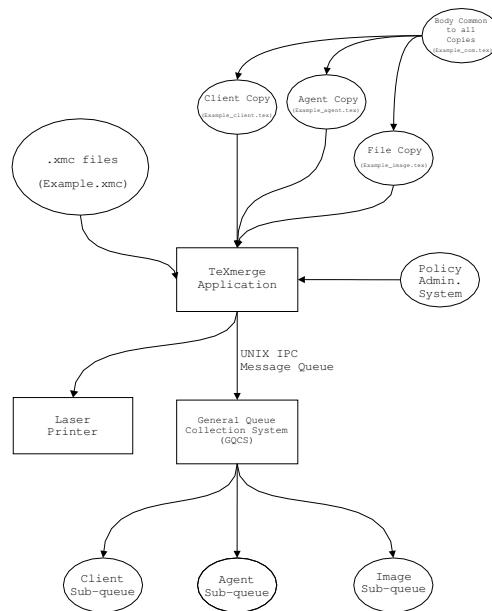 Body Common
to all
Copies
(Example_com.tex)
Client Copy
(Example_client.tex)
Agent Copy
(Example_agent.tex)
File Copy
(Example_image.tex)
.xmc files
(Example.xmc)
TeXmerge
Application
Policy
Admin.
System
UNIX IPC
Message Queue
Laser
Printer
General Queue
Collection System
(GQCS)
Client
Sub-queue
Agent
Sub-queue
Image
Sub-queue